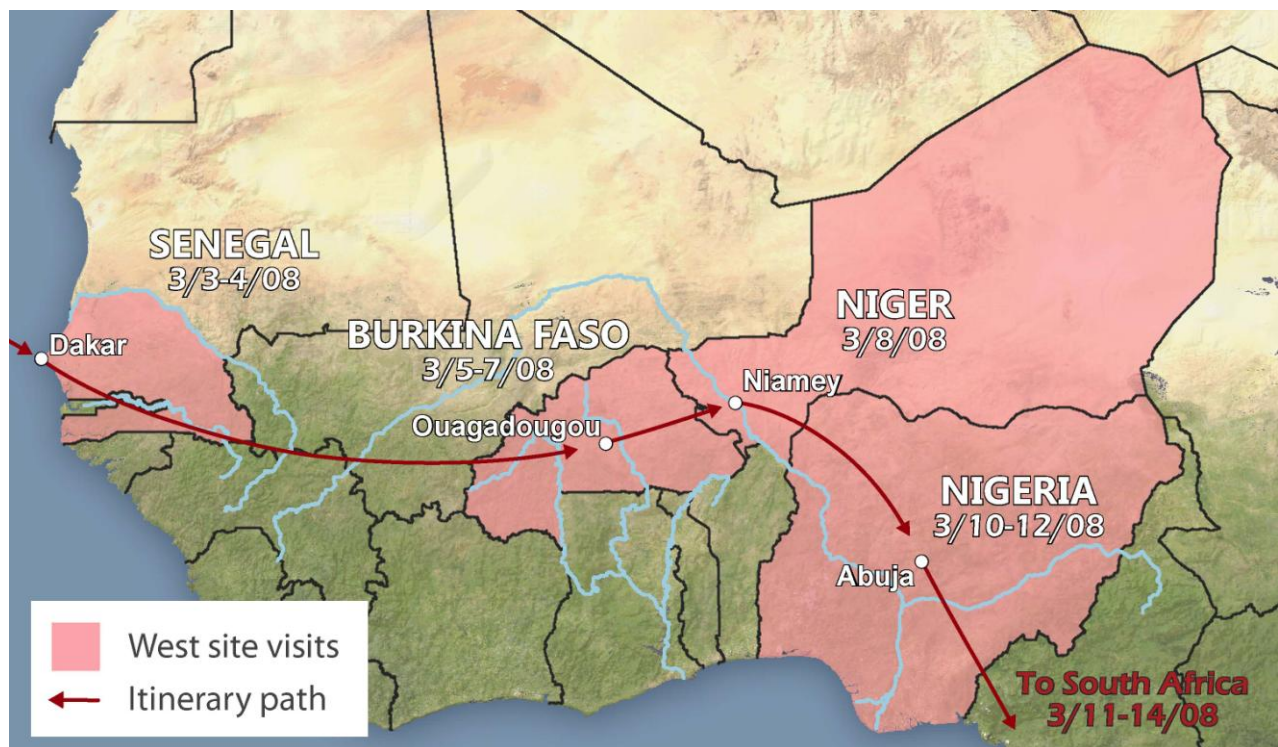 SENEGAL
3/3-4/08
Dakar
BURKINA FASO
3/5-7/08
Ouagadougou
NIGER
3/8/08
Niamey
NIGERIA
3/10-12/08
Abuja
To South Africa
3/11-14/08
West site visits
Itinerary path